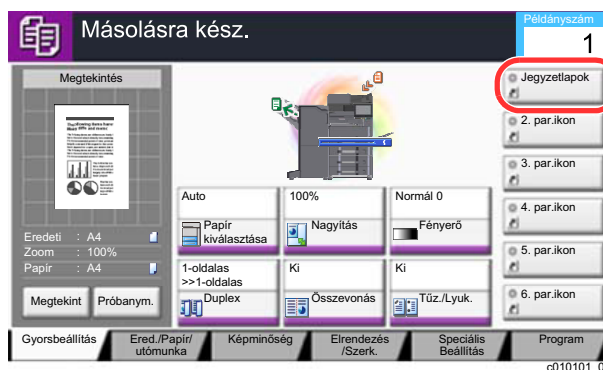 Másolásra kész.
Példányszám
1
Megtekintés
Eredeti : A4
Zoom : 100%
Papír : A4
Megtekint
Próbanym.
Auto
Papír
kiválasztása
100%
Nagyítás
Normál 0
Fényerő
1-oldalas
>>1-oldalas
Duplex
Ki
Összevonás
Ki
Tűz./Lyuk.
Jegyzetlapok
2. par.ikon
3. par.ikon
4. par.ikon
5. par.ikon
6. par.ikon
Gyorsbeállítás
Ered./Papír/
utómunka
Képminőség
Elrendezés
/Szerk.
Speciális
Beállítás
Program